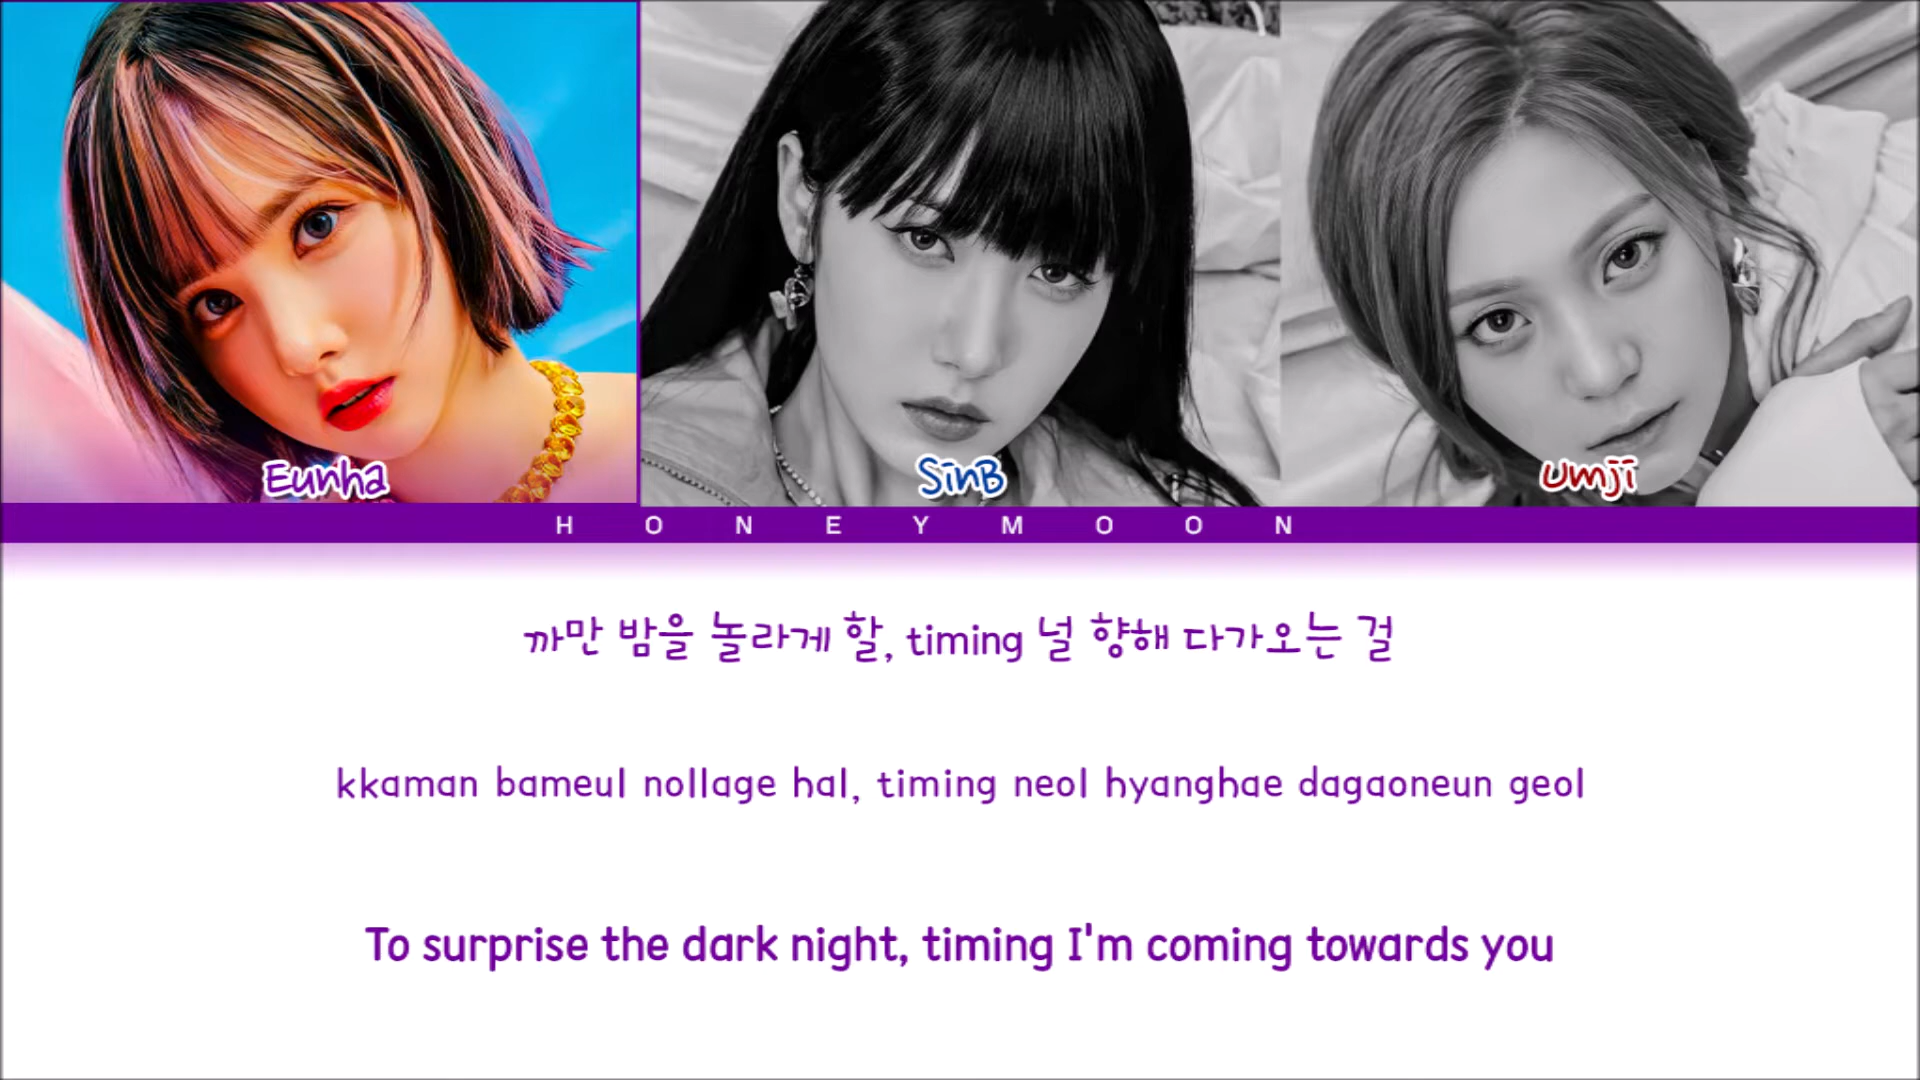 Eunha
SinB
Umji
HONEYMOON
까만 밤을 놀라게 할, timing 널 향해 다가오는 걸
kkaman bameul nollage hal, timing neol hyanghae dagaoneun geol
To surprise the dark night, timing I'm coming towards you